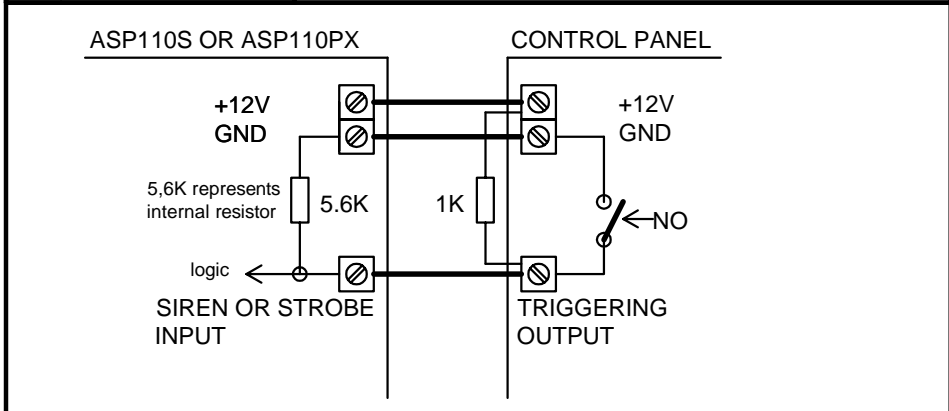 ASP110S OR ASP110PX
CONTROL PANEL
+12V
GND
+12V
GND
5,6K represents
internal resistor
5.6K
1K
NO
logic
SIREN OR STROBE
INPUT
TRIGGERING
OUTPUT